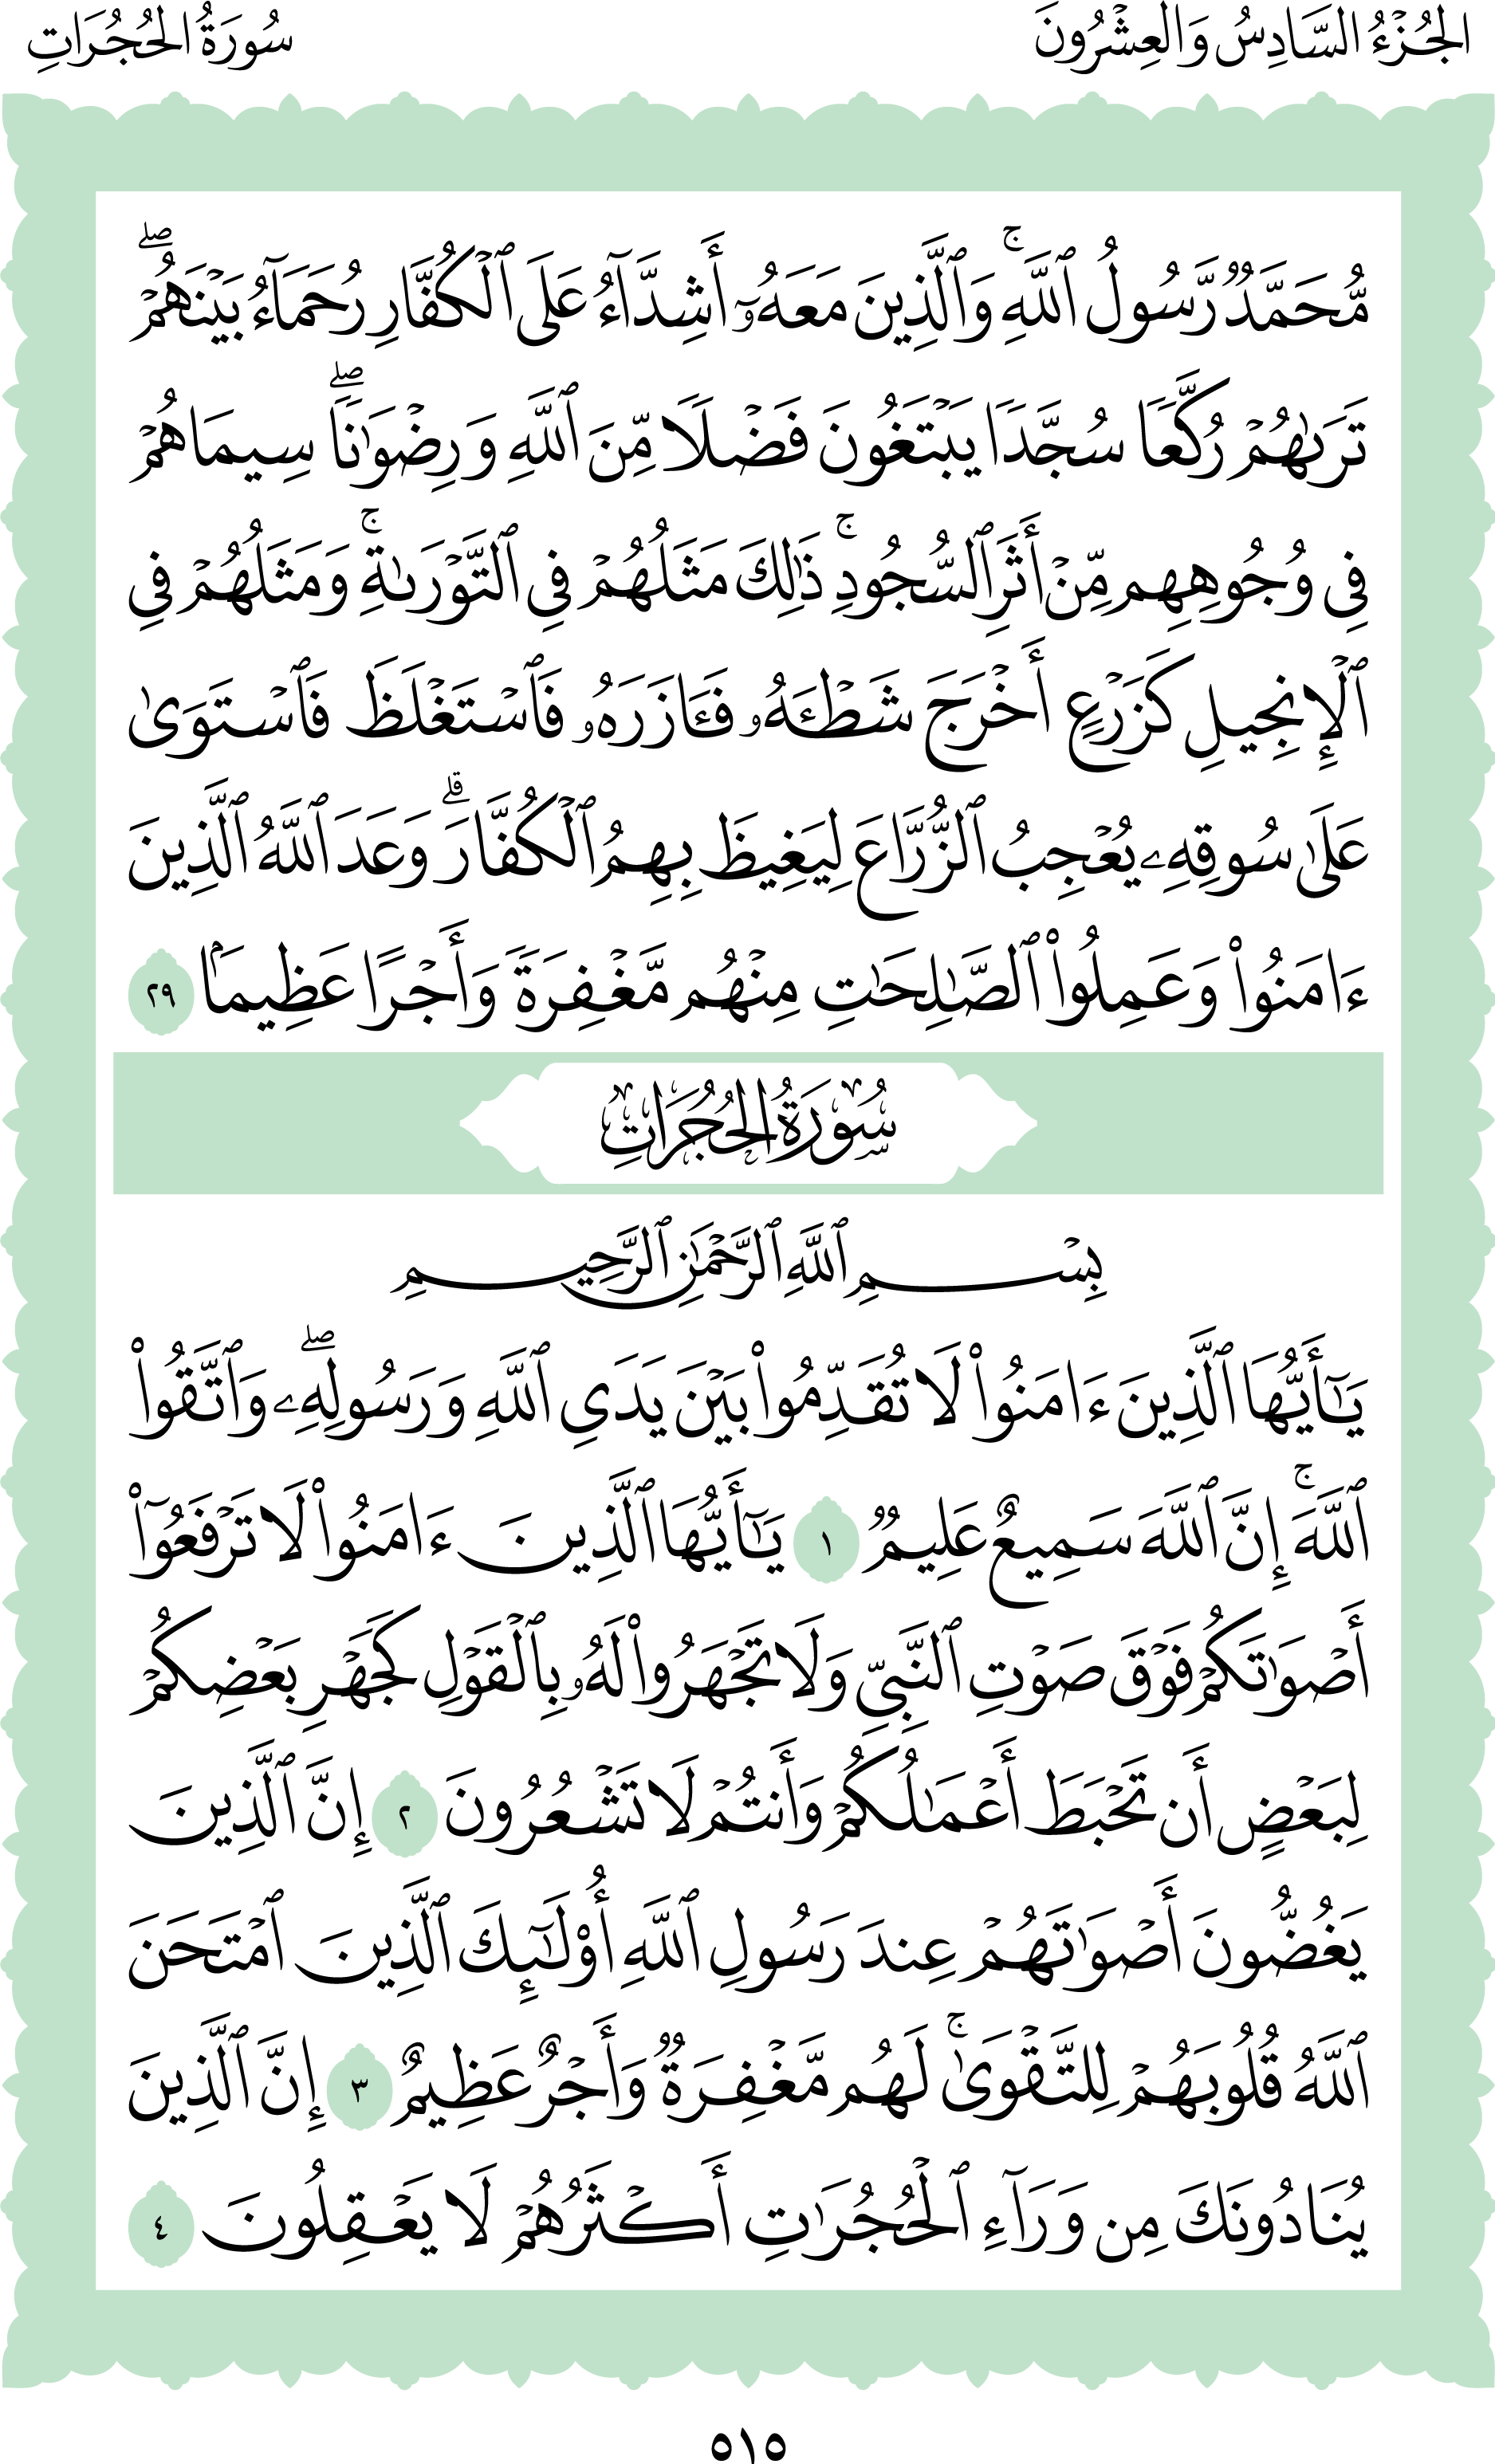 الجُزْءُ السَّادِسُ وَالعِشْرُونَ
سُورَةُ الحُجُرَاتِ
مُّحَمَّدٌ رَّسُولُ ٱللَّهِۚ وَٱلَّذِينَ مَعَهُۥٓ أَشِدَّآءُ عَلَى ٱلْكُفَّارِ رُحَمَآءُ بَيْنَهُمْۖ
تَرَىٰهُمْ رُكَّعًا سُجَّدًا يَبْتَغُونَ فَضْلًا مِّنَ ٱللَّهِ وَرِضْوَٰنًاۖ سِيمَاهُمْ
فِي وُجُوهِهِم مِّنْ أَثَرِ ٱلسُّجُودِۚ ذَٰلِكَ مَثَلُهُمْ فِي ٱلتَّوْرَىٰةِۚ وَمَثَلُهُمْ فِي
ٱلْإِنجِيلِ كَزَرْعٍ أَخْرَجَ شَطْـَٔهُۥ فَـَٔازَرَهُۥ فَٱسْتَغْلَظَ فَٱسْتَوَىٰ
عَلَىٰ سُوقِهِۦ يُعْجِبُ ٱلزُّرَّاعَ لِيَغِيظَ بِهِمُ ٱلْكُفَّارَۗ وَعَدَ ٱللَّهُ ٱلَّذِينَ
ءَامَنُوا۟ وَعَمِلُوا۟ ٱلصَّٰلِحَٰتِ مِنْهُم مَّغْفِرَةً وَأَجْرًا عَظِيمًۢا ٢٩
سُورَةُ الحُجُرَاتِ
بِسْمِ ٱللَّهِ ٱلرَّحْمَٰنِ ٱلرَّحِيمِ
يَٰٓأَيُّهَا ٱلَّذِينَ ءَامَنُوا۟ لَا تُقَدِّمُوا۟ بَيْنَ يَدَيِ ٱللَّهِ وَرَسُولِهِۦۖ وَٱتَّقُوا۟
ٱللَّهَۚ إِنَّ ٱللَّهَ سَمِيعٌ عَلِيمٌ ١ يَٰٓأَيُّهَا ٱلَّذِينَ ءَامَنُوا۟ لَا تَرْفَعُوٓا۟
أَصْوَٰتَكُمْ فَوْقَ صَوْتِ ٱلنَّبِيِّ وَلَا تَجْهَرُوا۟ لَهُۥ بِٱلْقَوْلِ كَجَهْرِ بَعْضِكُمْ
لِبَعْضٍ أَن تَحْبَطَ أَعْمَٰلُكُمْ وَأَنتُمْ لَا تَشْعُرُونَ ٢ إِنَّ ٱلَّذِينَ
يَغُضُّونَ أَصْوَٰتَهُمْ عِندَ رَسُولِ ٱللَّهِ أُو۟لَٰٓئِكَ ٱلَّذِينَ ٱمْتَحَنَ
ٱللَّهُ قُلُوبَهُمْ لِلتَّقْوَىٰۚ لَهُم مَّغْفِرَةٌ وَأَجْرٌ عَظِيمٌ ٣ إِنَّ ٱلَّذِينَ
يُنَادُونَكَ مِن وَرَآءِ ٱلْحُجُرَٰتِ أَكْثَرُهُمْ لَا يَعْقِلُونَ ٤
٥١٥